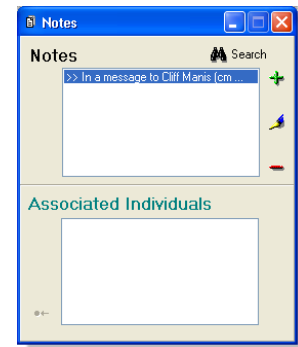 Notes
Notes Search
>> In a message to Cliff Manis (cm ...
Associated Individuals